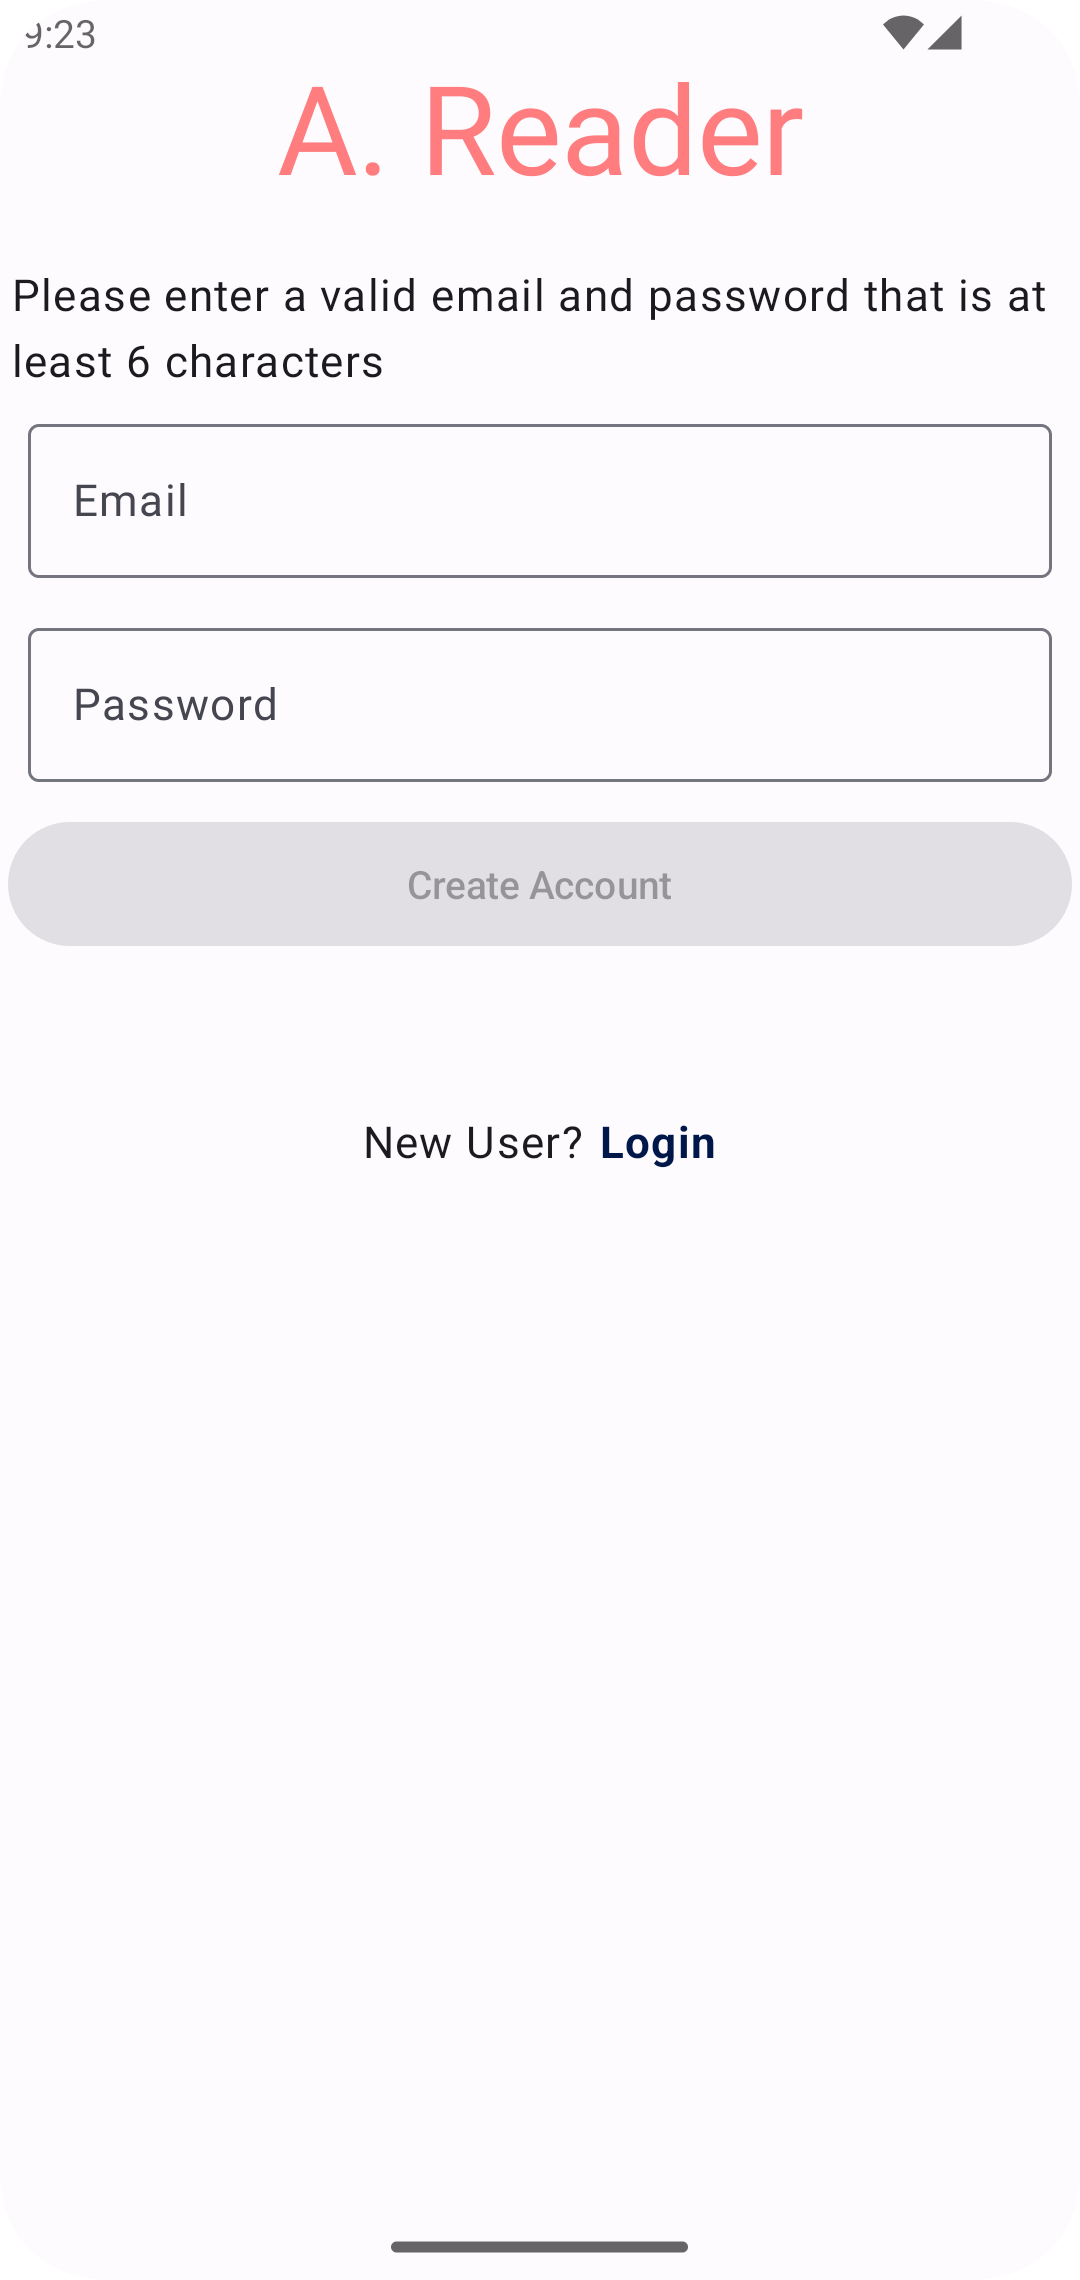 9:23
A. Reader
Please enter a valid email and password that is at
least 6 characters
Email
Password
Create Account
New User? Login